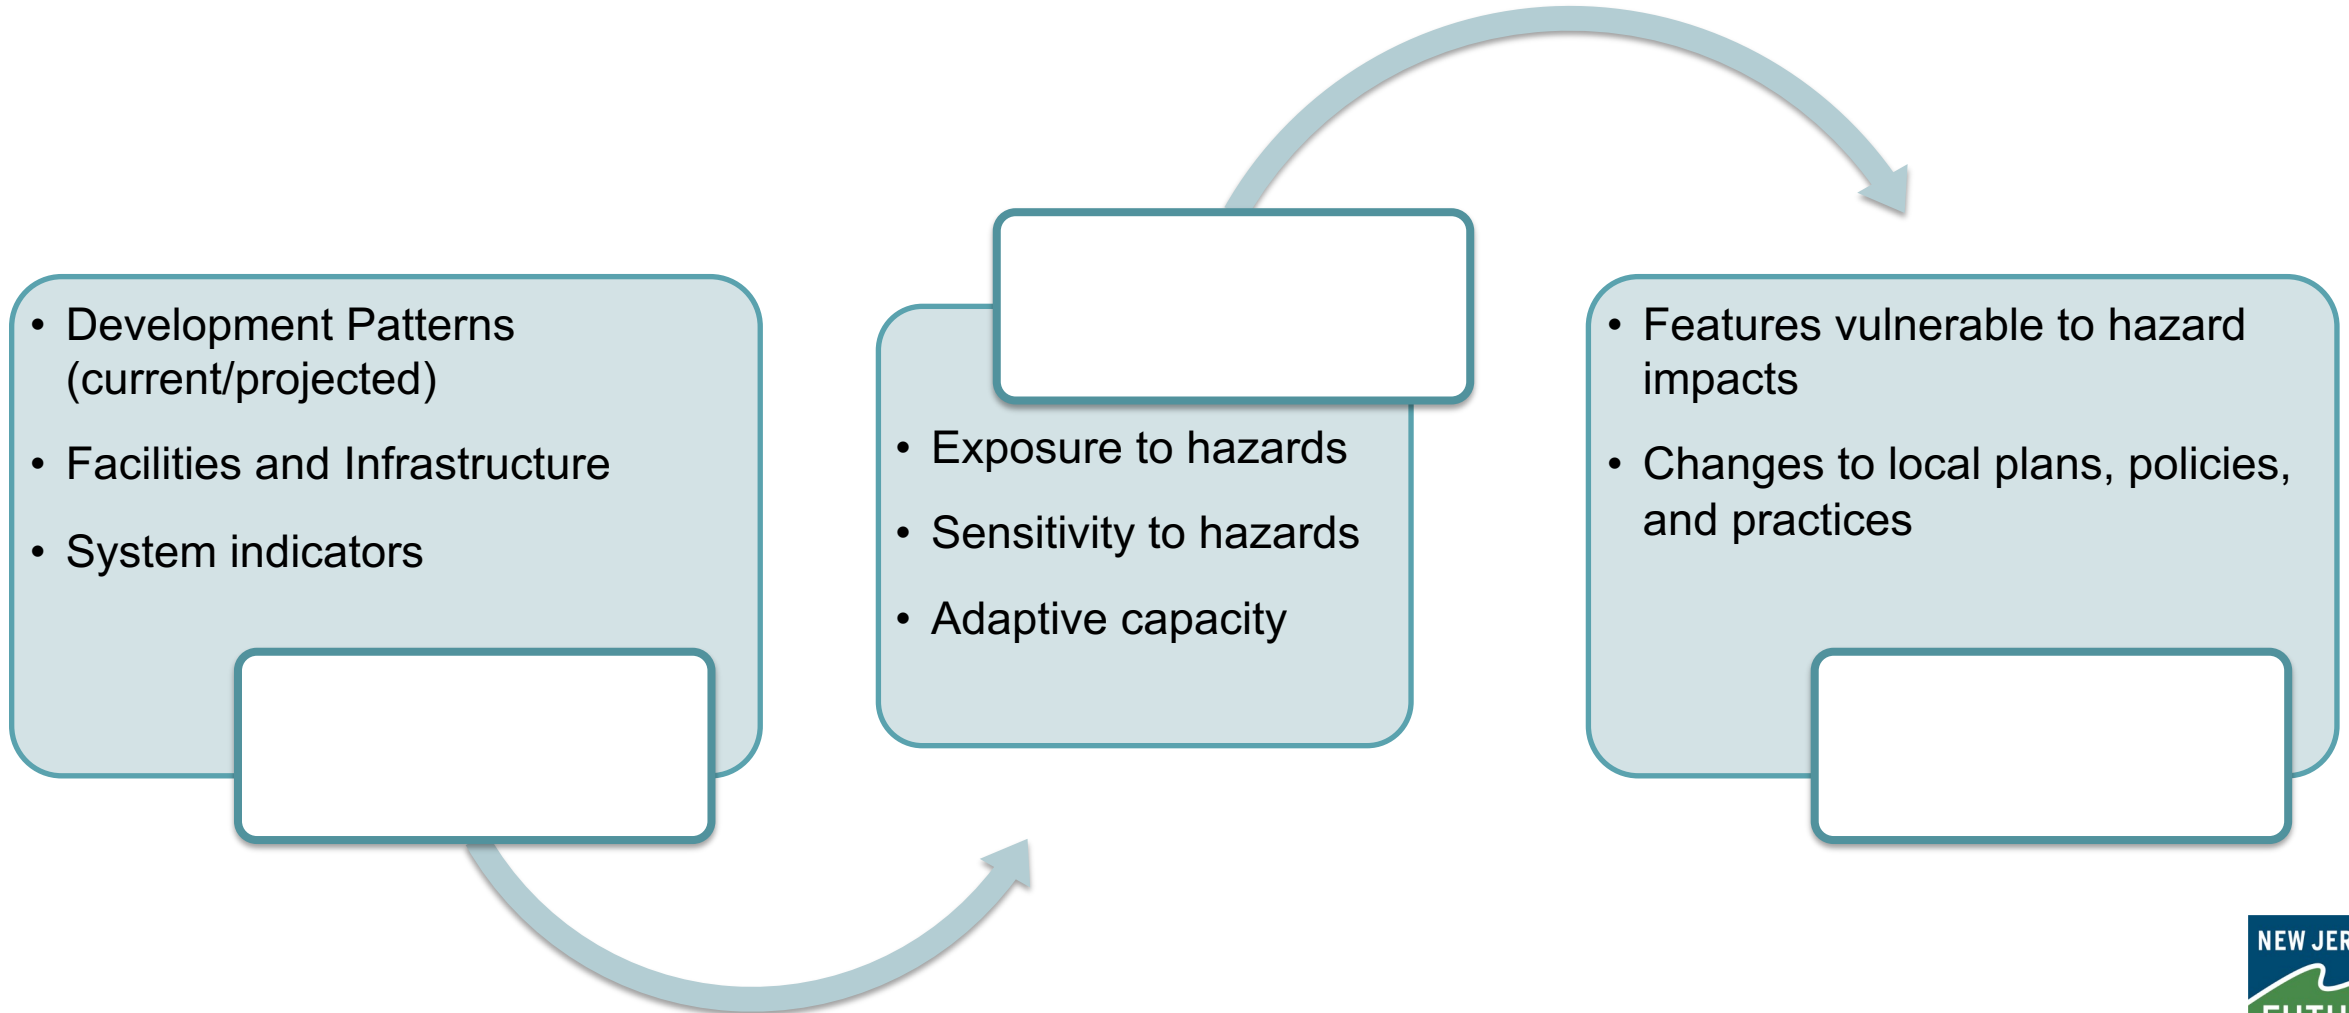 • Development Patterns
(current/projected)
• Facilities and Infrastructure
• System indicators
• Exposure to hazards
• Sensitivity to hazards
• Adaptive capacity
• Features vulnerable to hazard
impacts
• Changes to local plans, policies,
and practices
NEW